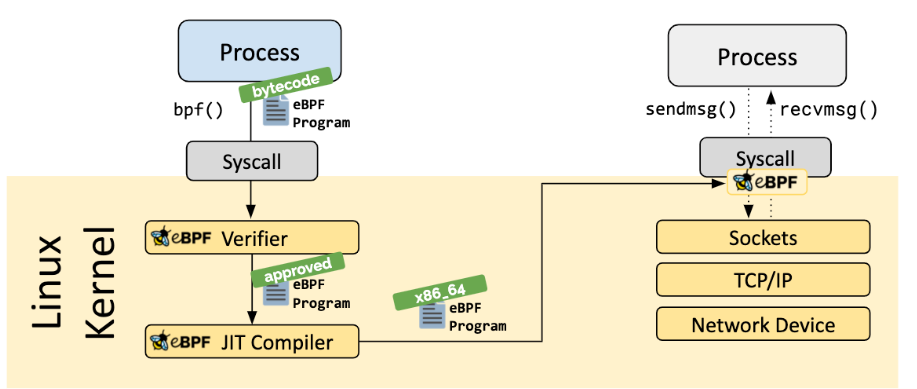 Process
bytecode
bpf()
eBPF
Program
Syscall
Linux
Kernel
eBPF Verifier
approved
eBPF
Program
eBPF JIT Compiler
x86_64
eBPF
Program
Process
sendmsg()
recvmsg()
Syscall
eBPF
Sockets
TCP/IP
Network Device